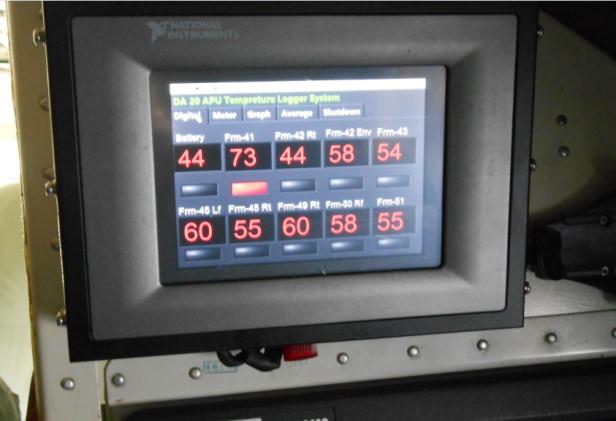 NATIONAL
INSTRUMENTS
DA 20 APU Tempreture Logger System
Digital Meter Graph Average Shutdown
Battery Frm-41 Frm-42 Rt Frm-42 Env Frm-43
44 73 44 58 54
Frm-45 Lf Frm-45 Rt Frm-49 Rt Frm-50 Rf Frm-51
60 55 60 58 55